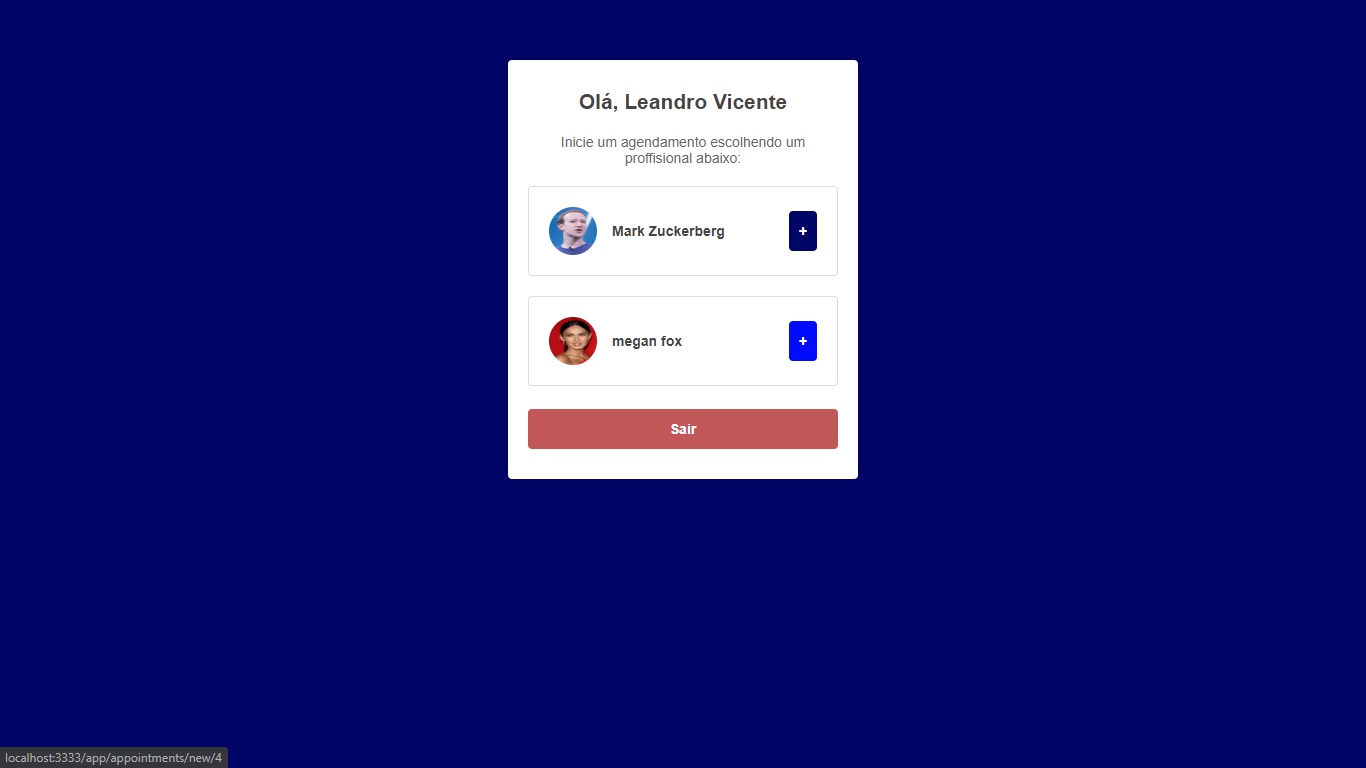 Olá, Leandro Vicente
Inicie um agendamento escolhendo um
proffisional abaixo:
Mark Zuckerberg
+
megan fox
+
Sair
localhost:3333/app/appointments/new/4